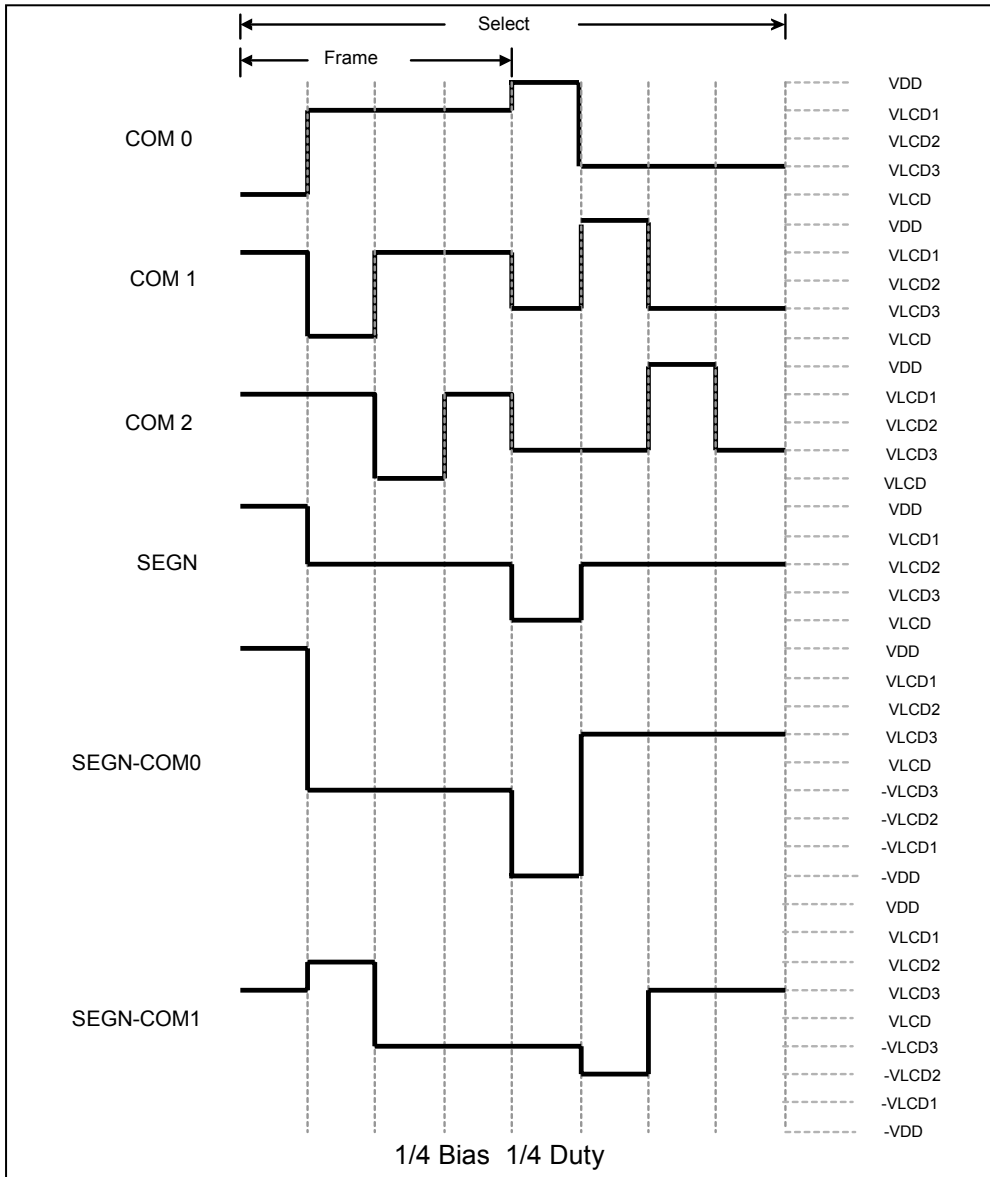 Select
Frame
COM 0
VDD
VLCD1
VLCD2
VLCD3
VLCD
COM 1
VDD
VLCD1
VLCD2
VLCD3
VLCD
COM 2
VDD
VLCD1
VLCD2
VLCD3
VLCD
SEGN
VDD
VLCD1
VLCD2
VLCD3
VLCD
SEGN-COM0
VDD
VLCD1
VLCD2
VLCD3
VLCD
-VLCD3
-VLCD2
-VLCD1
-VDD
SEGN-COM1
VDD
VLCD1
VLCD2
VLCD3
VLCD
-VLCD3
-VLCD2
-VLCD1
-VDD
1/4 Bias 1/4 Duty